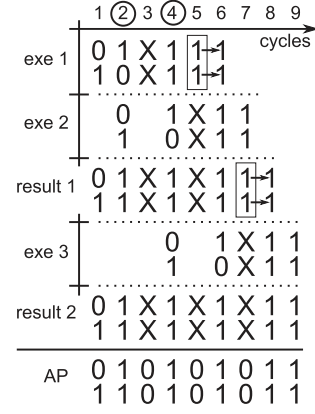 1 2 3 4 5 6 7 8 9
cycles
exe 1
0 1 X 1 1→1
1 0 X 1 1→1
exe 2
0 1 X 1 1
1 0 X 1 1
result 1
0 1 X 1 X 1 1→1
1 1 X 1 X 1 1→1
exe 3
0 1 X 1 1
1 0 X 1 1
result 2
0 1 X 1 X 1 X 1 1
1 1 X 1 X 1 X 1 1
AP
0 1 0 1 0 1 0 1 1
1 1 0 1 0 1 0 1 1